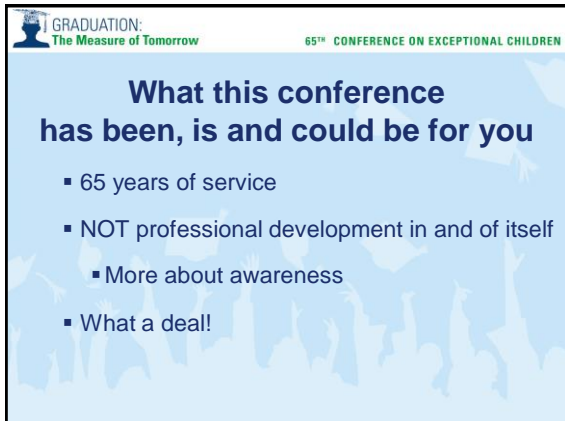 GRADUATION:
The Measure of Tomorrow
65TH CONFERENCE ON EXCEPTIONAL CHILDREN
What this conference
has been, is and could be for you
▪ 65 years of service
▪ NOT professional development in and of itself
▪ More about awareness
▪ What a deal!